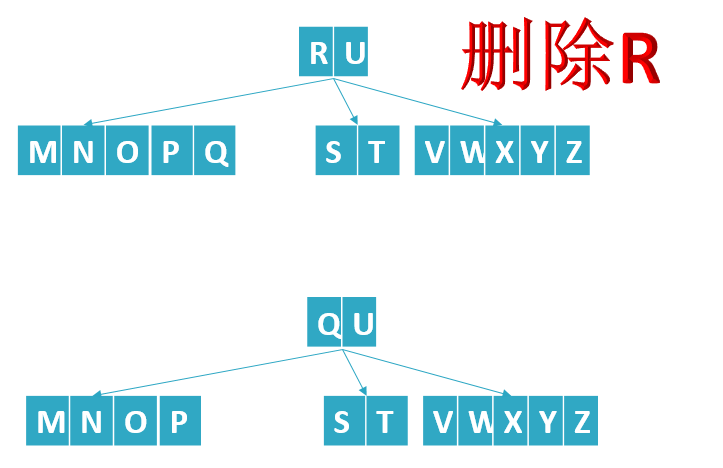 R U
删除R
M N O P Q
S T
V W X Y Z
Q U
M N O P
S T
V W X Y Z